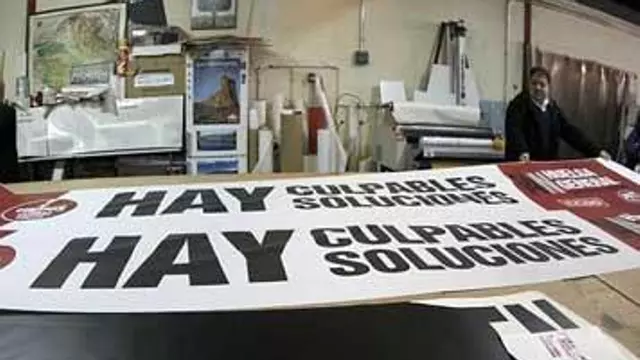 HAY CULPABLES
SOLUCIONES
HUELGA GENERAL
HAY CULPABLES
SOLUCIONES